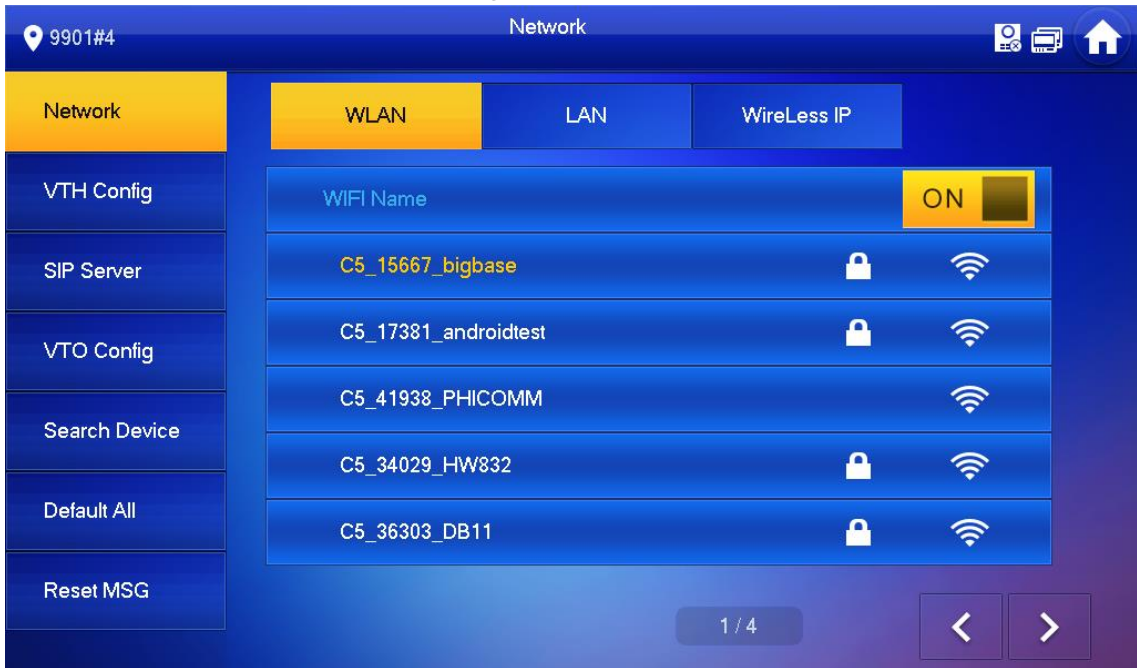 9901#4
Network
Network
VTH Config
SIP Server
VTO Config
Search Device
Default All
Reset MSG
WLAN
LAN
WireLess IP
WIFI Name
ON
C5_15667_bigbase
C5_17381_androidtest
C5_41938_PHICOMM
C5_34029_HW832
C5_36303_DB11
1 / 4